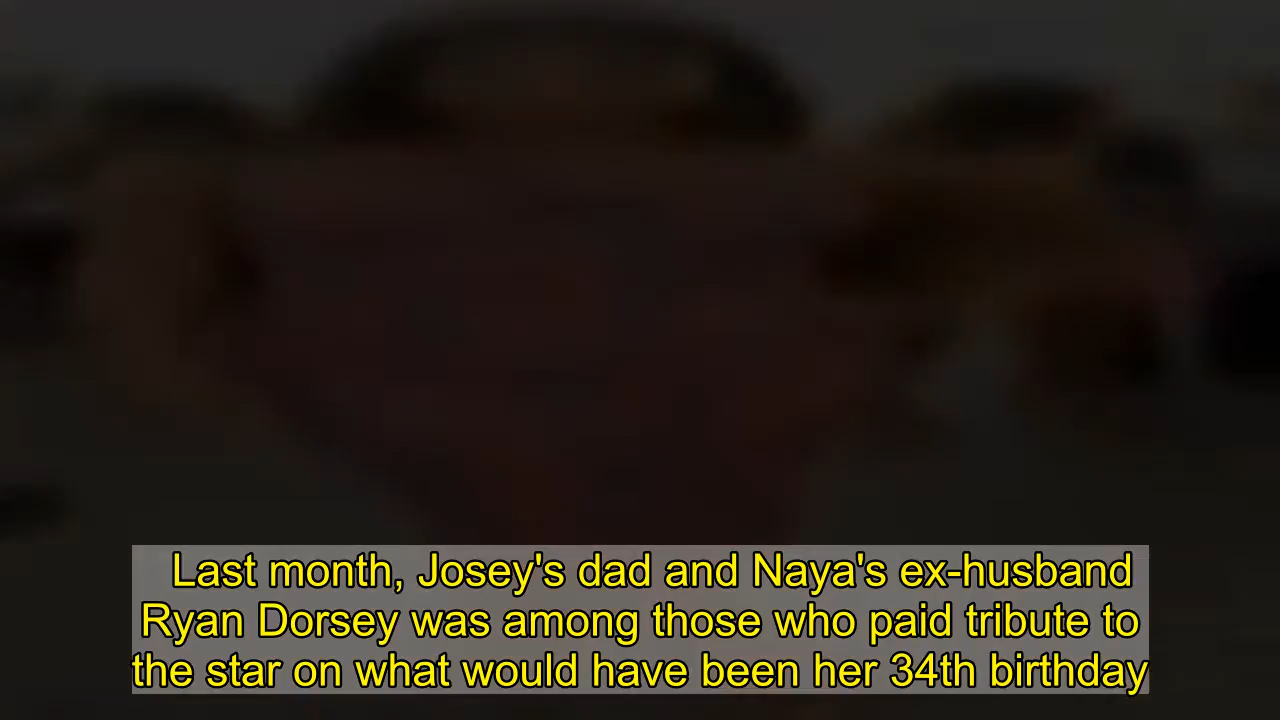 Last month, Josey's dad and Naya's ex-husband
Ryan Dorsey was among those who paid tribute to
the star on what would have been her 34th birthday